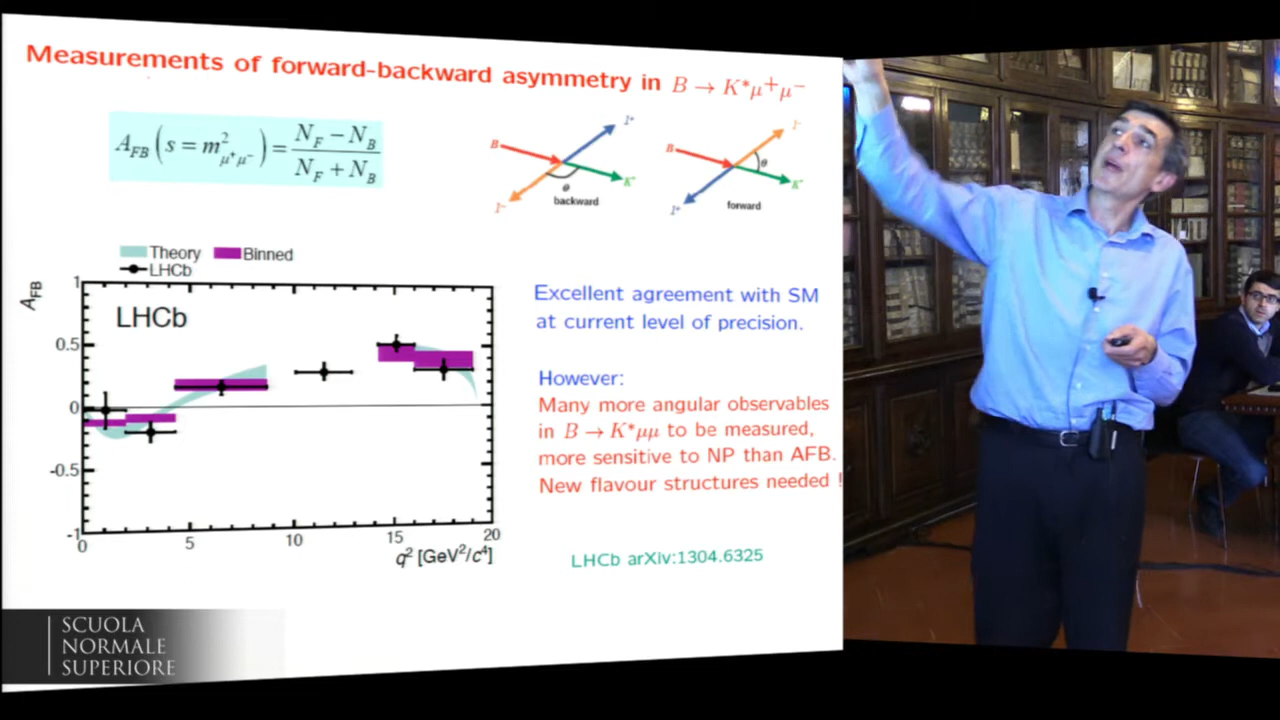 Measurements of forward-backward asymmetry in B → K*μ⁺μ⁻
A_FB (s = m²_μ⁺μ⁻) = (N_F − N_B) / (N_F + N_B)
B
l⁺
θ
K*
l⁻
backward
B
l⁻
θ
K*
l⁺
forward
Theory Binned
LHCb
A_FB
1
0.5
0
-0.5
-1
LHCb
0 5 10 15 20
q² [GeV²/c⁴]
Excellent agreement with SM
at current level of precision.
However:
Many more angular observables
in B → K*μμ to be measured,
more sensitive to NP than AFB.
New flavour structures needed !
LHCb arXiv:1304.6325
SCUOLA
NORMALE
SUPERIORE